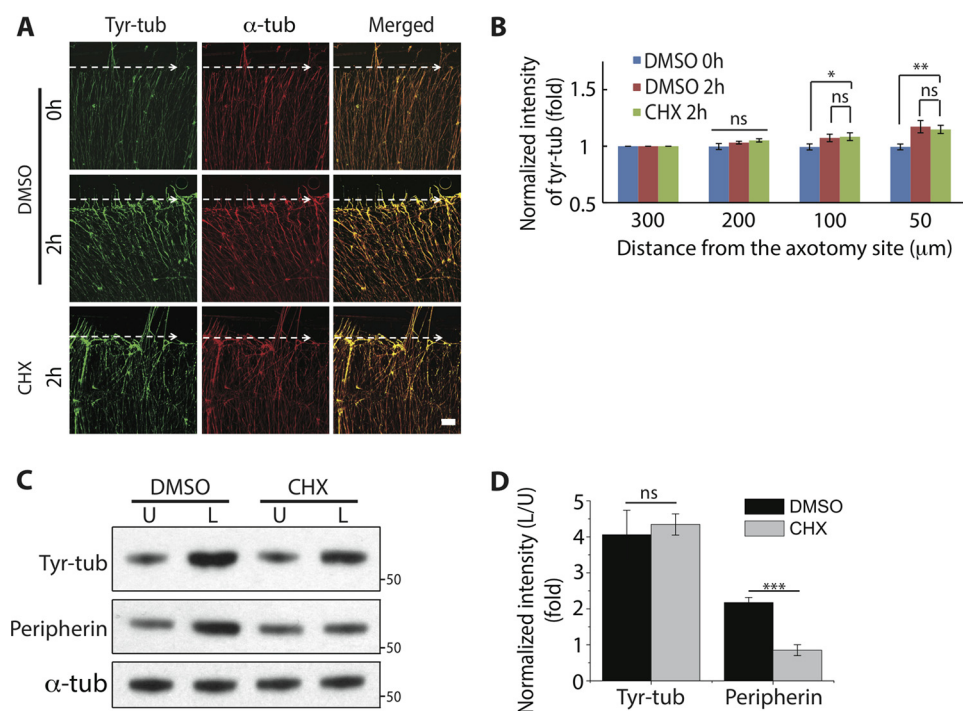 A
Tyr-tub
α-tub
Merged
DMSO
0h
2h
CHX
2h
B
Normalized intensity
of tyr-tub (fold)
1.5
1
0.5
DMSO 0h
DMSO 2h
CHX 2h
ns
*
ns
**
ns
300
200
100
50
Distance from the axotomy site (μm)
C
DMSO
CHX
U
L
U
L
Tyr-tub
50
Peripherin
50
α-tub
50
D
Normalized intensity (L/U)
(fold)
5
4
3
2
1
0
ns
DMSO
CHX
***
Tyr-tub
Peripherin